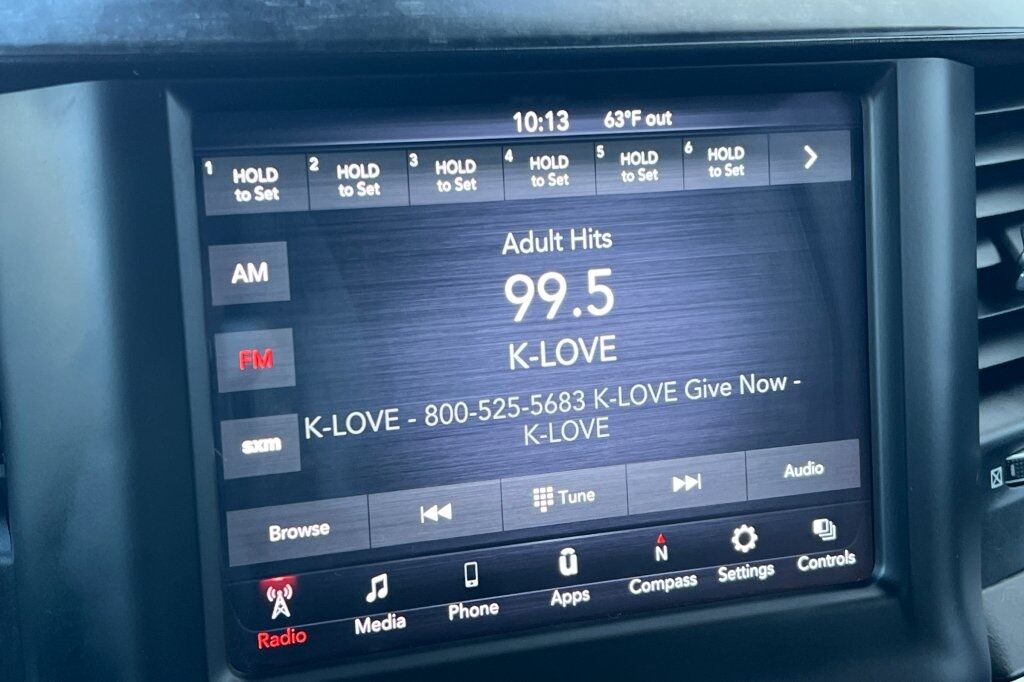 10:13 63°F out
1 HOLD to Set
2 HOLD to Set
3 HOLD to Set
4 HOLD to Set
5 HOLD to Set
6 HOLD to Set
Adult Hits
AM
99.5
FM
K-LOVE
K-LOVE - 800-525-5683 K-LOVE Give Now -
K-LOVE
sxm
Browse Tune Audio
Radio Media Phone Apps N Compass Settings Controls